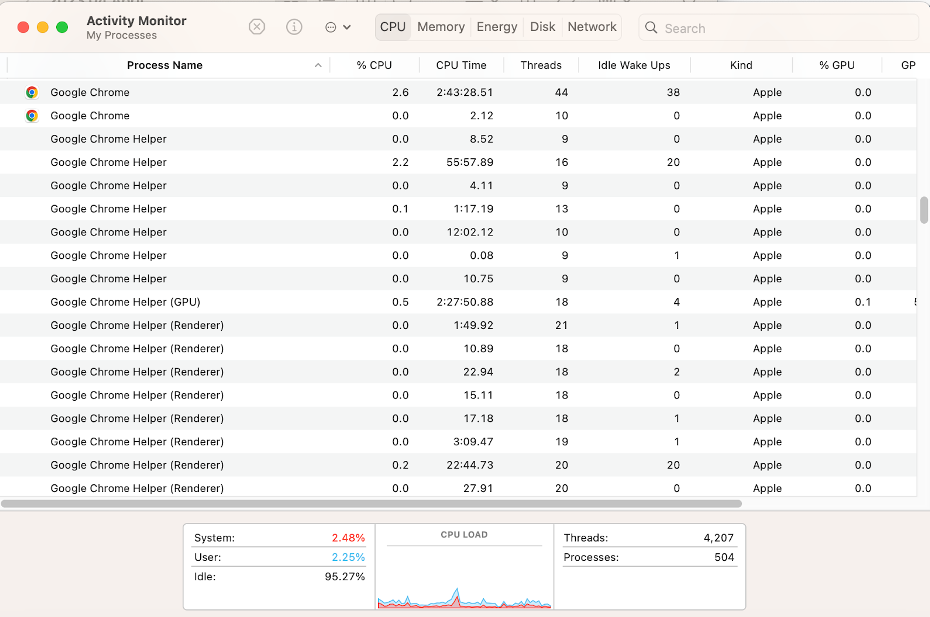 Activity Monitor
My Processes
CPU Memory Energy Disk Network Search
Process Name % CPU CPU Time Threads Idle Wake Ups Kind % GPU GP
Google Chrome 2.6 2:43:28.51 44 38 Apple 0.0
Google Chrome 0.0 2.12 10 0 Apple 0.0
Google Chrome Helper 0.0 8.52 9 0 Apple 0.0
Google Chrome Helper 2.2 55:57.89 16 20 Apple 0.0
Google Chrome Helper 0.0 4.11 9 0 Apple 0.0
Google Chrome Helper 0.1 1:17.19 13 0 Apple 0.0
Google Chrome Helper 0.0 12:02.12 10 0 Apple 0.0
Google Chrome Helper 0.0 0.08 9 1 Apple 0.0
Google Chrome Helper 0.0 10.75 9 0 Apple 0.0
Google Chrome Helper (GPU) 0.5 2:27:50.88 18 4 Apple 0.1
Google Chrome Helper (Renderer) 0.0 1:49.92 21 1 Apple 0.0
Google Chrome Helper (Renderer) 0.0 10.89 18 0 Apple 0.0
Google Chrome Helper (Renderer) 0.0 22.94 18 2 Apple 0.0
Google Chrome Helper (Renderer) 0.0 15.11 18 0 Apple 0.0
Google Chrome Helper (Renderer) 0.0 17.18 18 1 Apple 0.0
Google Chrome Helper (Renderer) 0.0 3:09.47 19 1 Apple 0.0
Google Chrome Helper (Renderer) 0.2 22:44.73 20 20 Apple 0.0
Google Chrome Helper (Renderer) 0.0 27.91 20 0 Apple 0.0
System: 2.48%
User: 2.25%
Idle: 95.27%
CPU LOAD
Threads: 4,207
Processes: 504